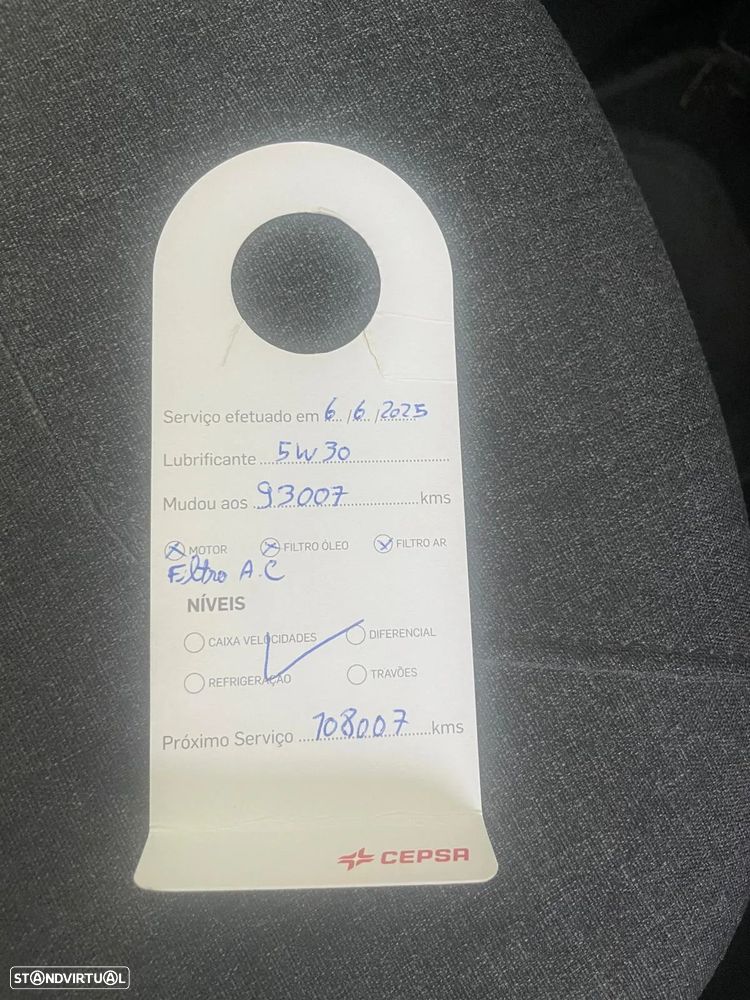 Serviço efetuado em 6 / 6 / 2025
Lubrificante 5W30
Mudou aos 93007 kms
MOTOR FILTRO ÓLEO FILTRO AR
Filtro A.C
NÍVEIS
CAIXA VELOCIDADES DIFERENCIAL
REFRIGERAÇÃO TRAVÕES
Próximo Serviço 108007 kms
CEPSA
STANDVIRTUAL